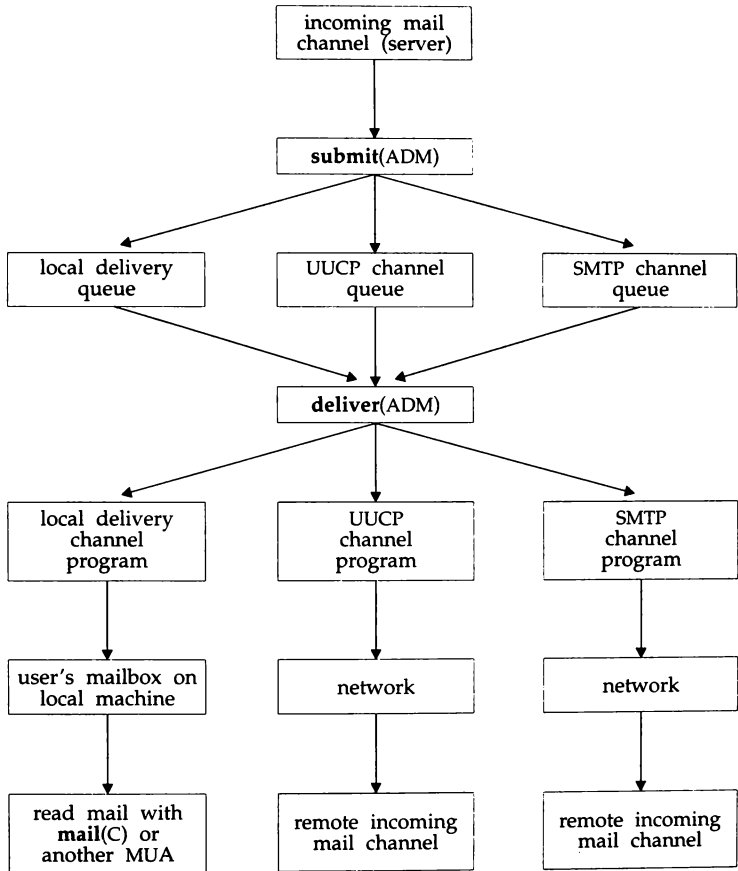 incoming mail
channel (server)
submit(ADM)
local delivery
queue
UUCP channel
queue
SMTP channel
queue
deliver(ADM)
local delivery
channel
program
UUCP
channel
program
SMTP
channel
program
user's mailbox on
local machine
network
network
read mail with
mail(C) or
another MUA
remote incoming
mail channel
remote incoming
mail channel